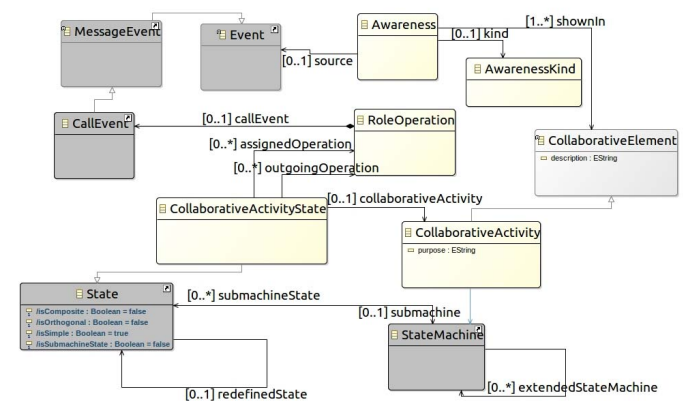 Awareness
[1..*] shownIn
MessageEvent
Event
[0..1] kind
[0..1] source
AwarenessKind
[0..1] callEvent
RoleOperation
CallEvent
[0..*] assignedOperation
CollaborativeElement
description : EString
[0..*] outgoingOperation
[0..1] collaborativeActivity
CollaborativeActivityState
CollaborativeActivity
purpose : EString
State
[0..*] submachineState
/isComposite : Boolean = false
/isOrthogonal : Boolean = false
/isSimple : Boolean = true
/isSubmachineState : Boolean = false
[0..1] submachine
StateMachine
[0..1] redefinedState
[0..*] extendedStateMachine